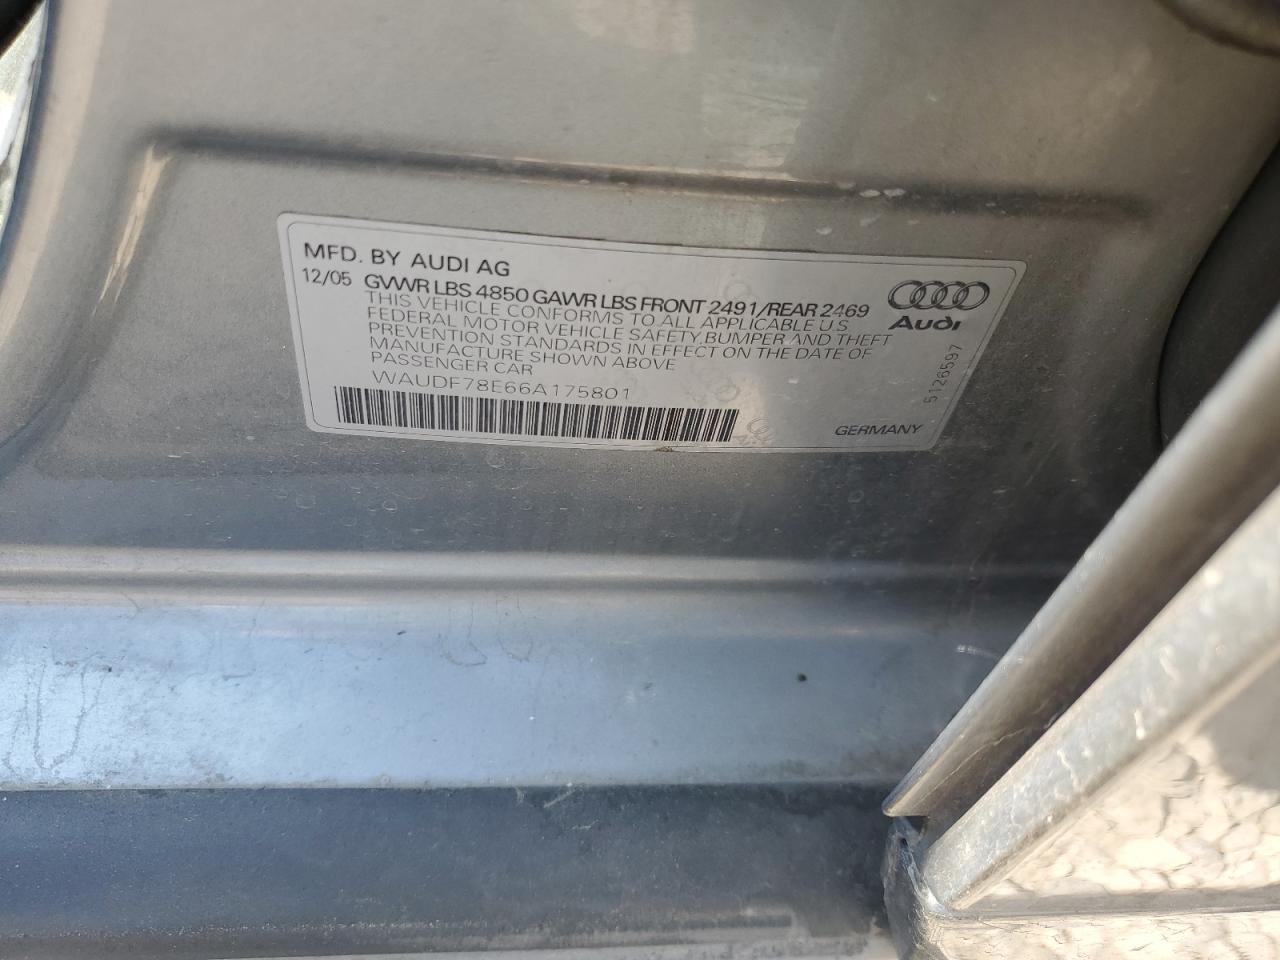 MFD. BY AUDI AG
12/05 GVWR LBS 4850 GAWR LBS FRONT 2491/REAR 2469
THIS VEHICLE CONFORMS TO ALL APPLICABLE U S
FEDERAL MOTOR VEHICLE SAFETY,BUMPER AND THEFT
PREVENTION STANDARDS IN EFFECT ON THE DATE OF
MANUFACTURE SHOWN ABOVE
PASSENGER CAR
WAUDF78E66A175801
Audi
5126597
GERMANY